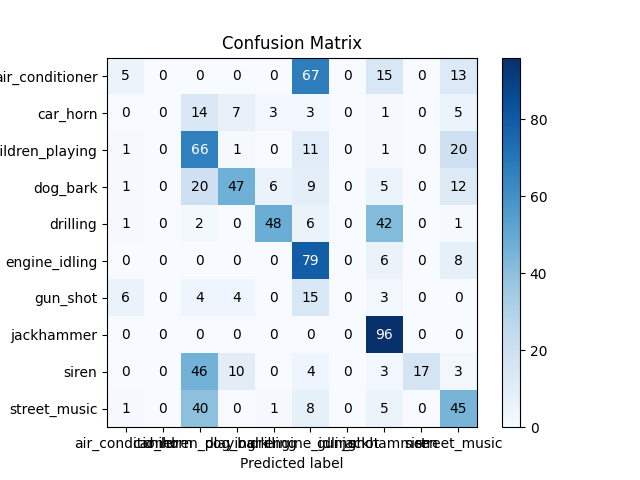 Confusion Matrix
air_conditioner 5 0 0 0 0 67 0 15 0 13
car_horn 0 0 14 7 3 3 0 1 0 5
ildren_playing 1 0 66 1 0 11 0 1 0 20
dog_bark 1 0 20 47 6 9 0 5 0 12
drilling 1 0 2 0 48 6 0 42 0 1
engine_idling 0 0 0 0 0 79 0 6 0 8
gun_shot 6 0 4 4 0 15 0 3 0 0
jackhammer 0 0 0 0 0 0 0 96 0 0
siren 0 0 46 10 0 4 0 3 17 3
street_music 1 0 40 0 1 8 0 5 0 45
street_music
Predicted label
80
60
40
20
0